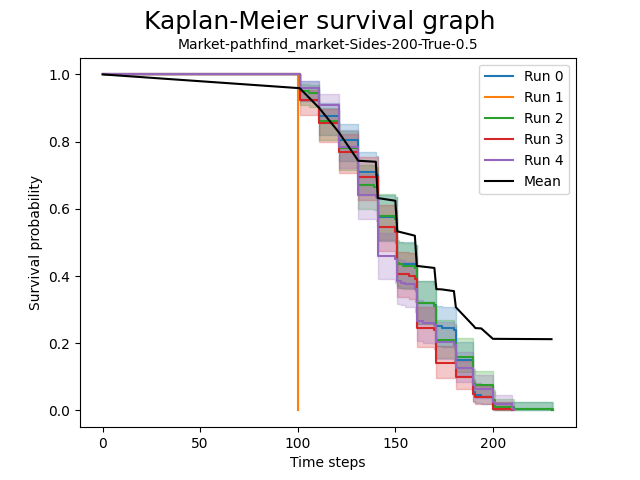 Kaplan-Meier survival graph
Market-pathfind_market-Sides-200-True-0.5
1.0
0.8
0.6
0.4
0.2
0.0
Survival probability
0
50
100
150
200
Time steps
Run 0
Run 1
Run 2
Run 3
Run 4
Mean